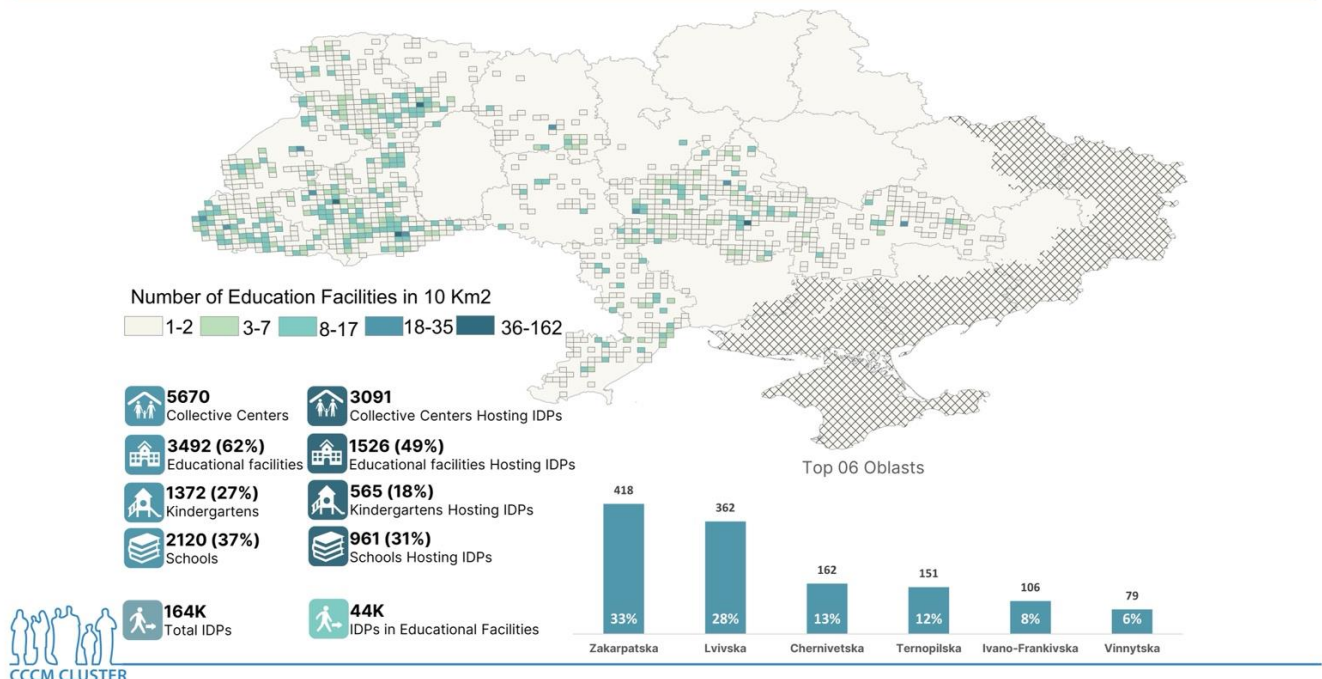 Number of Education Facilities in 10 Km2
1-2 3-7 8-17 18-35 36-162
5670
Collective Centers
3091
Collective Centers Hosting IDPs
3492 (62%)
Educational facilities
1526 (49%)
Educational facilities Hosting IDPs
1372 (27%)
Kindergartens
565 (18%)
Kindergartens Hosting IDPs
2120 (37%)
Schools
961 (31%)
Schools Hosting IDPs
164K
Total IDPs
44K
IDPs in Educational Facilities
Top 06 Oblasts
418 362 162 151 106 79
33% 28% 13% 12% 8% 6%
Zakarpatska Lvivska Chernivetska Ternopilska Ivano-Frankivska Vinnytska
CCCM CLUSTER